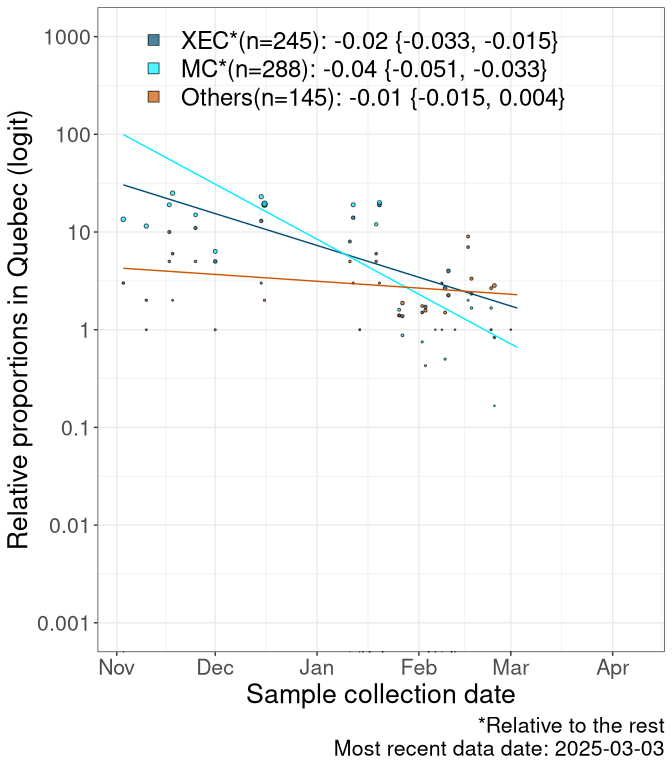 XEC*(n=245): -0.02 {-0.033, -0.015}
MC*(n=288): -0.04 {-0.051, -0.033}
Others(n=145): -0.01 {-0.015, 0.004}
Relative proportions in Quebec (logit)
1000
100
10
1
0.1
0.01
0.001
Nov Dec Jan Feb Mar Apr
Sample collection date
*Relative to the rest
Most recent data date: 2025-03-03